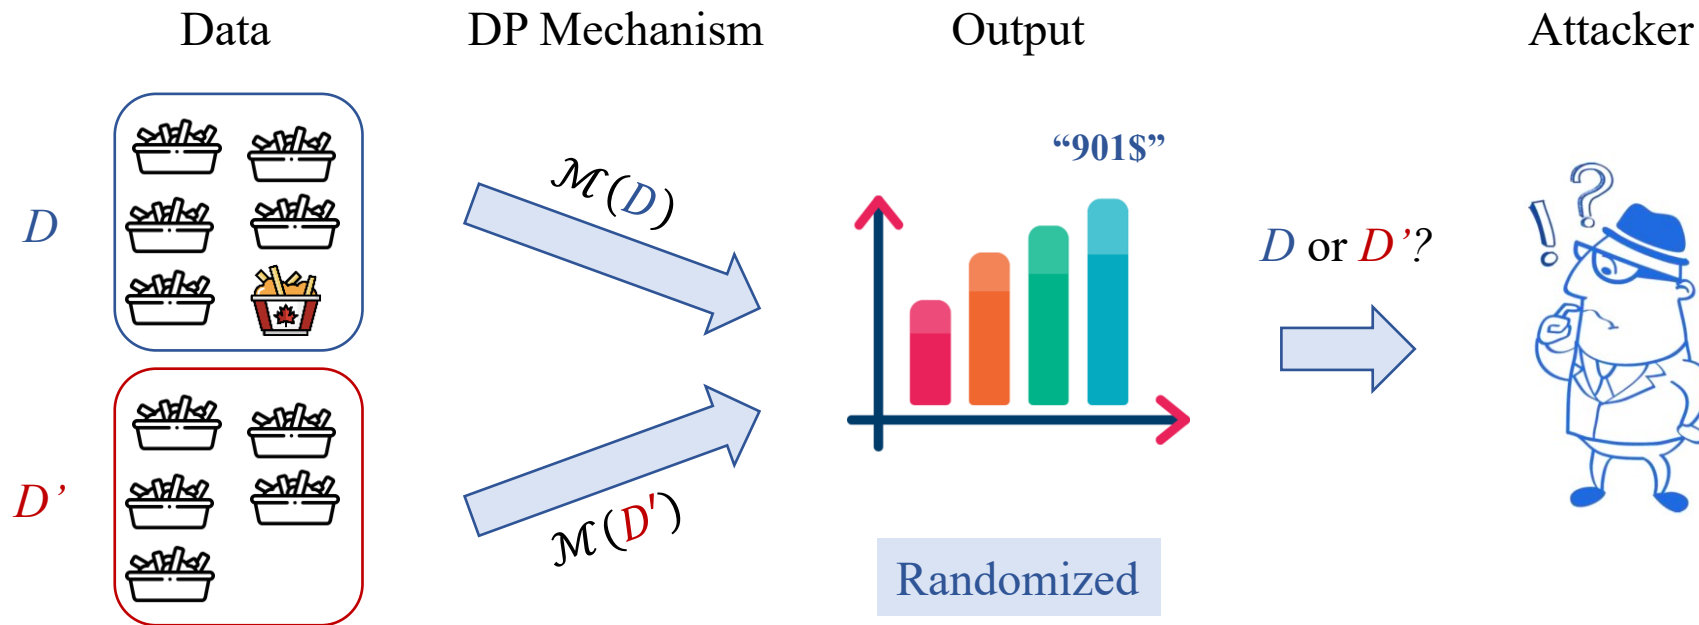 Data
DP Mechanism
Output
Attacker
“901$”
ℳ(D)
D
D or D’?
D’
ℳ(D')
Randomized